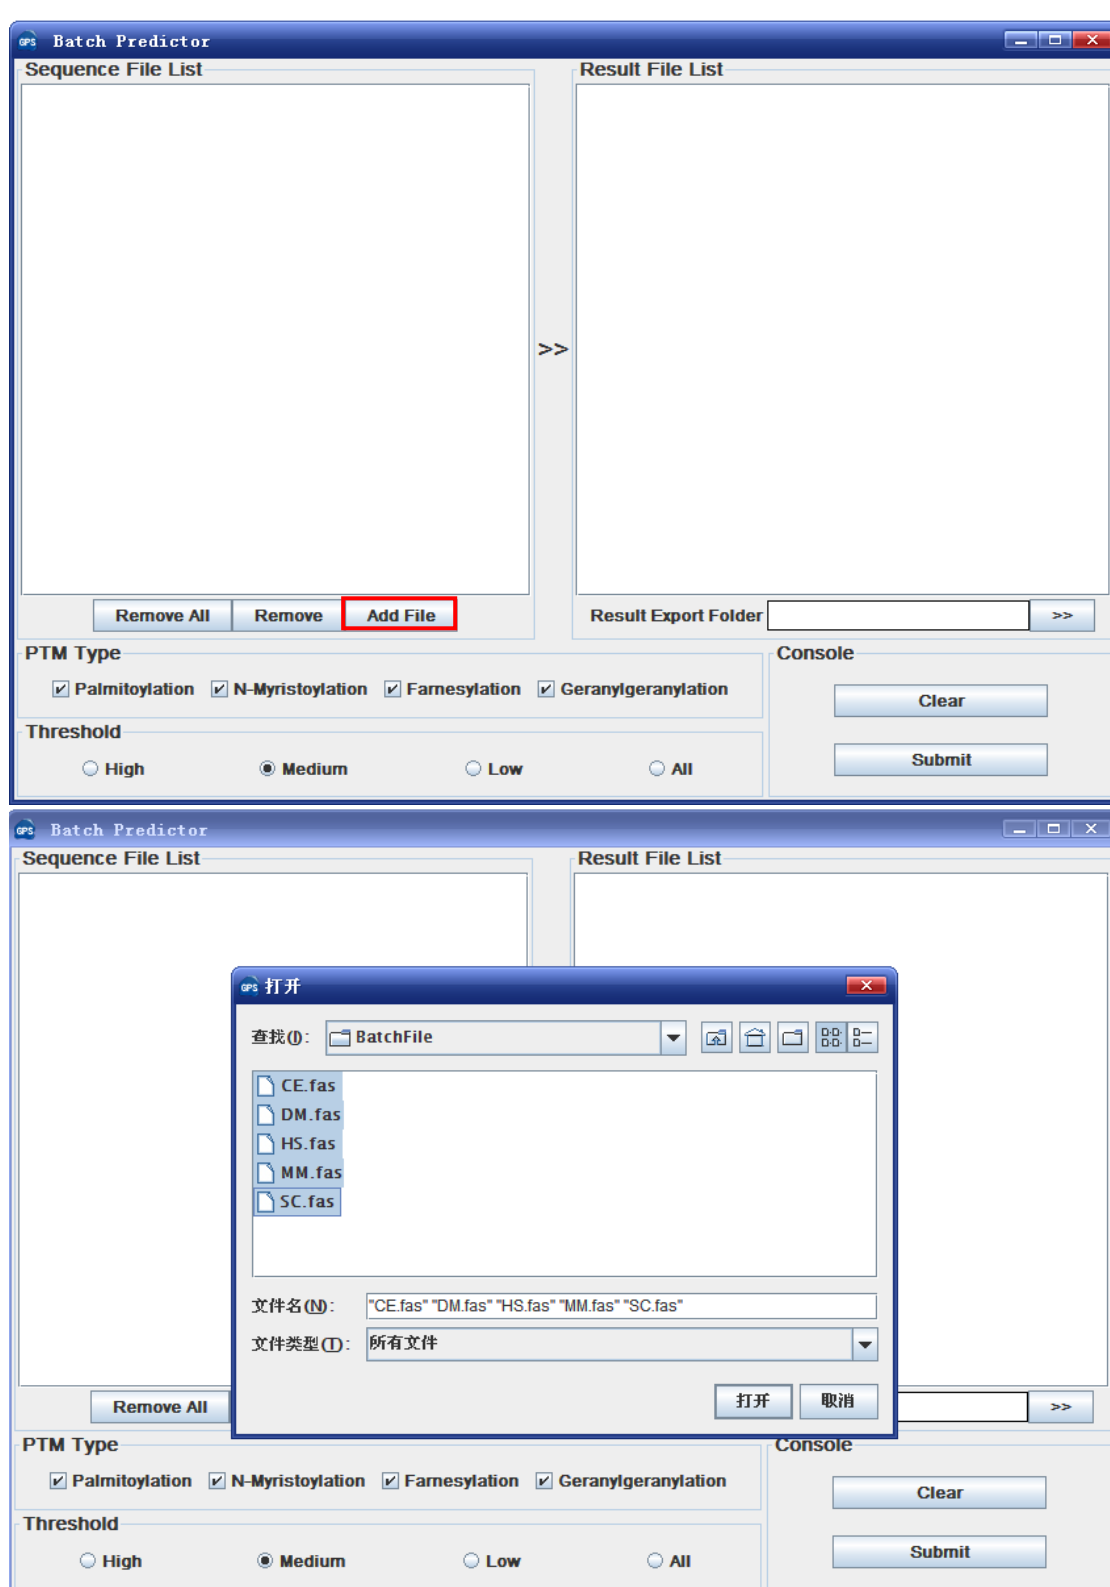 GPS Batch Predictor
Sequence File List
Result File List
>>
Remove All
Remove
Add File
Result Export Folder
>>
PTM Type
Palmitoylation
N-Myristoylation
Farnesylation
Geranylgeranylation
Console
Clear
Submit
Threshold
High
Medium
Low
All
GPS Batch Predictor
Sequence File List
Result File List
GPS 打开
查找(I):
BatchFile
CE.fas
DM.fas
HS.fas
MM.fas
SC.fas
文件名(N):
"CE.fas" "DM.fas" "HS.fas" "MM.fas" "SC.fas"
文件类型(T):
所有文件
打开
取消
Remove All
>>
PTM Type
Palmitoylation
N-Myristoylation
Farnesylation
Geranylgeranylation
Console
Clear
Submit
Threshold
High
Medium
Low
All